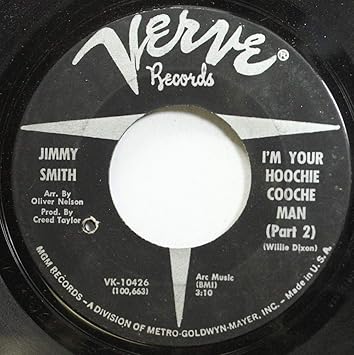 Verve®
Records
JIMMY
SMITH
Arr. By
Oliver Nelson
Prod. By
Creed Taylor
I'M YOUR
HOOCHIE
COOCHE
MAN
(Part 2)
(Willie Dixon)
VK-10426
(100,663)
Arc Music
(BMI)
3:10
MGM RECORDS - A DIVISION OF METRO-GOLDWYN-MAYER, INC. - Made in U.S.A.